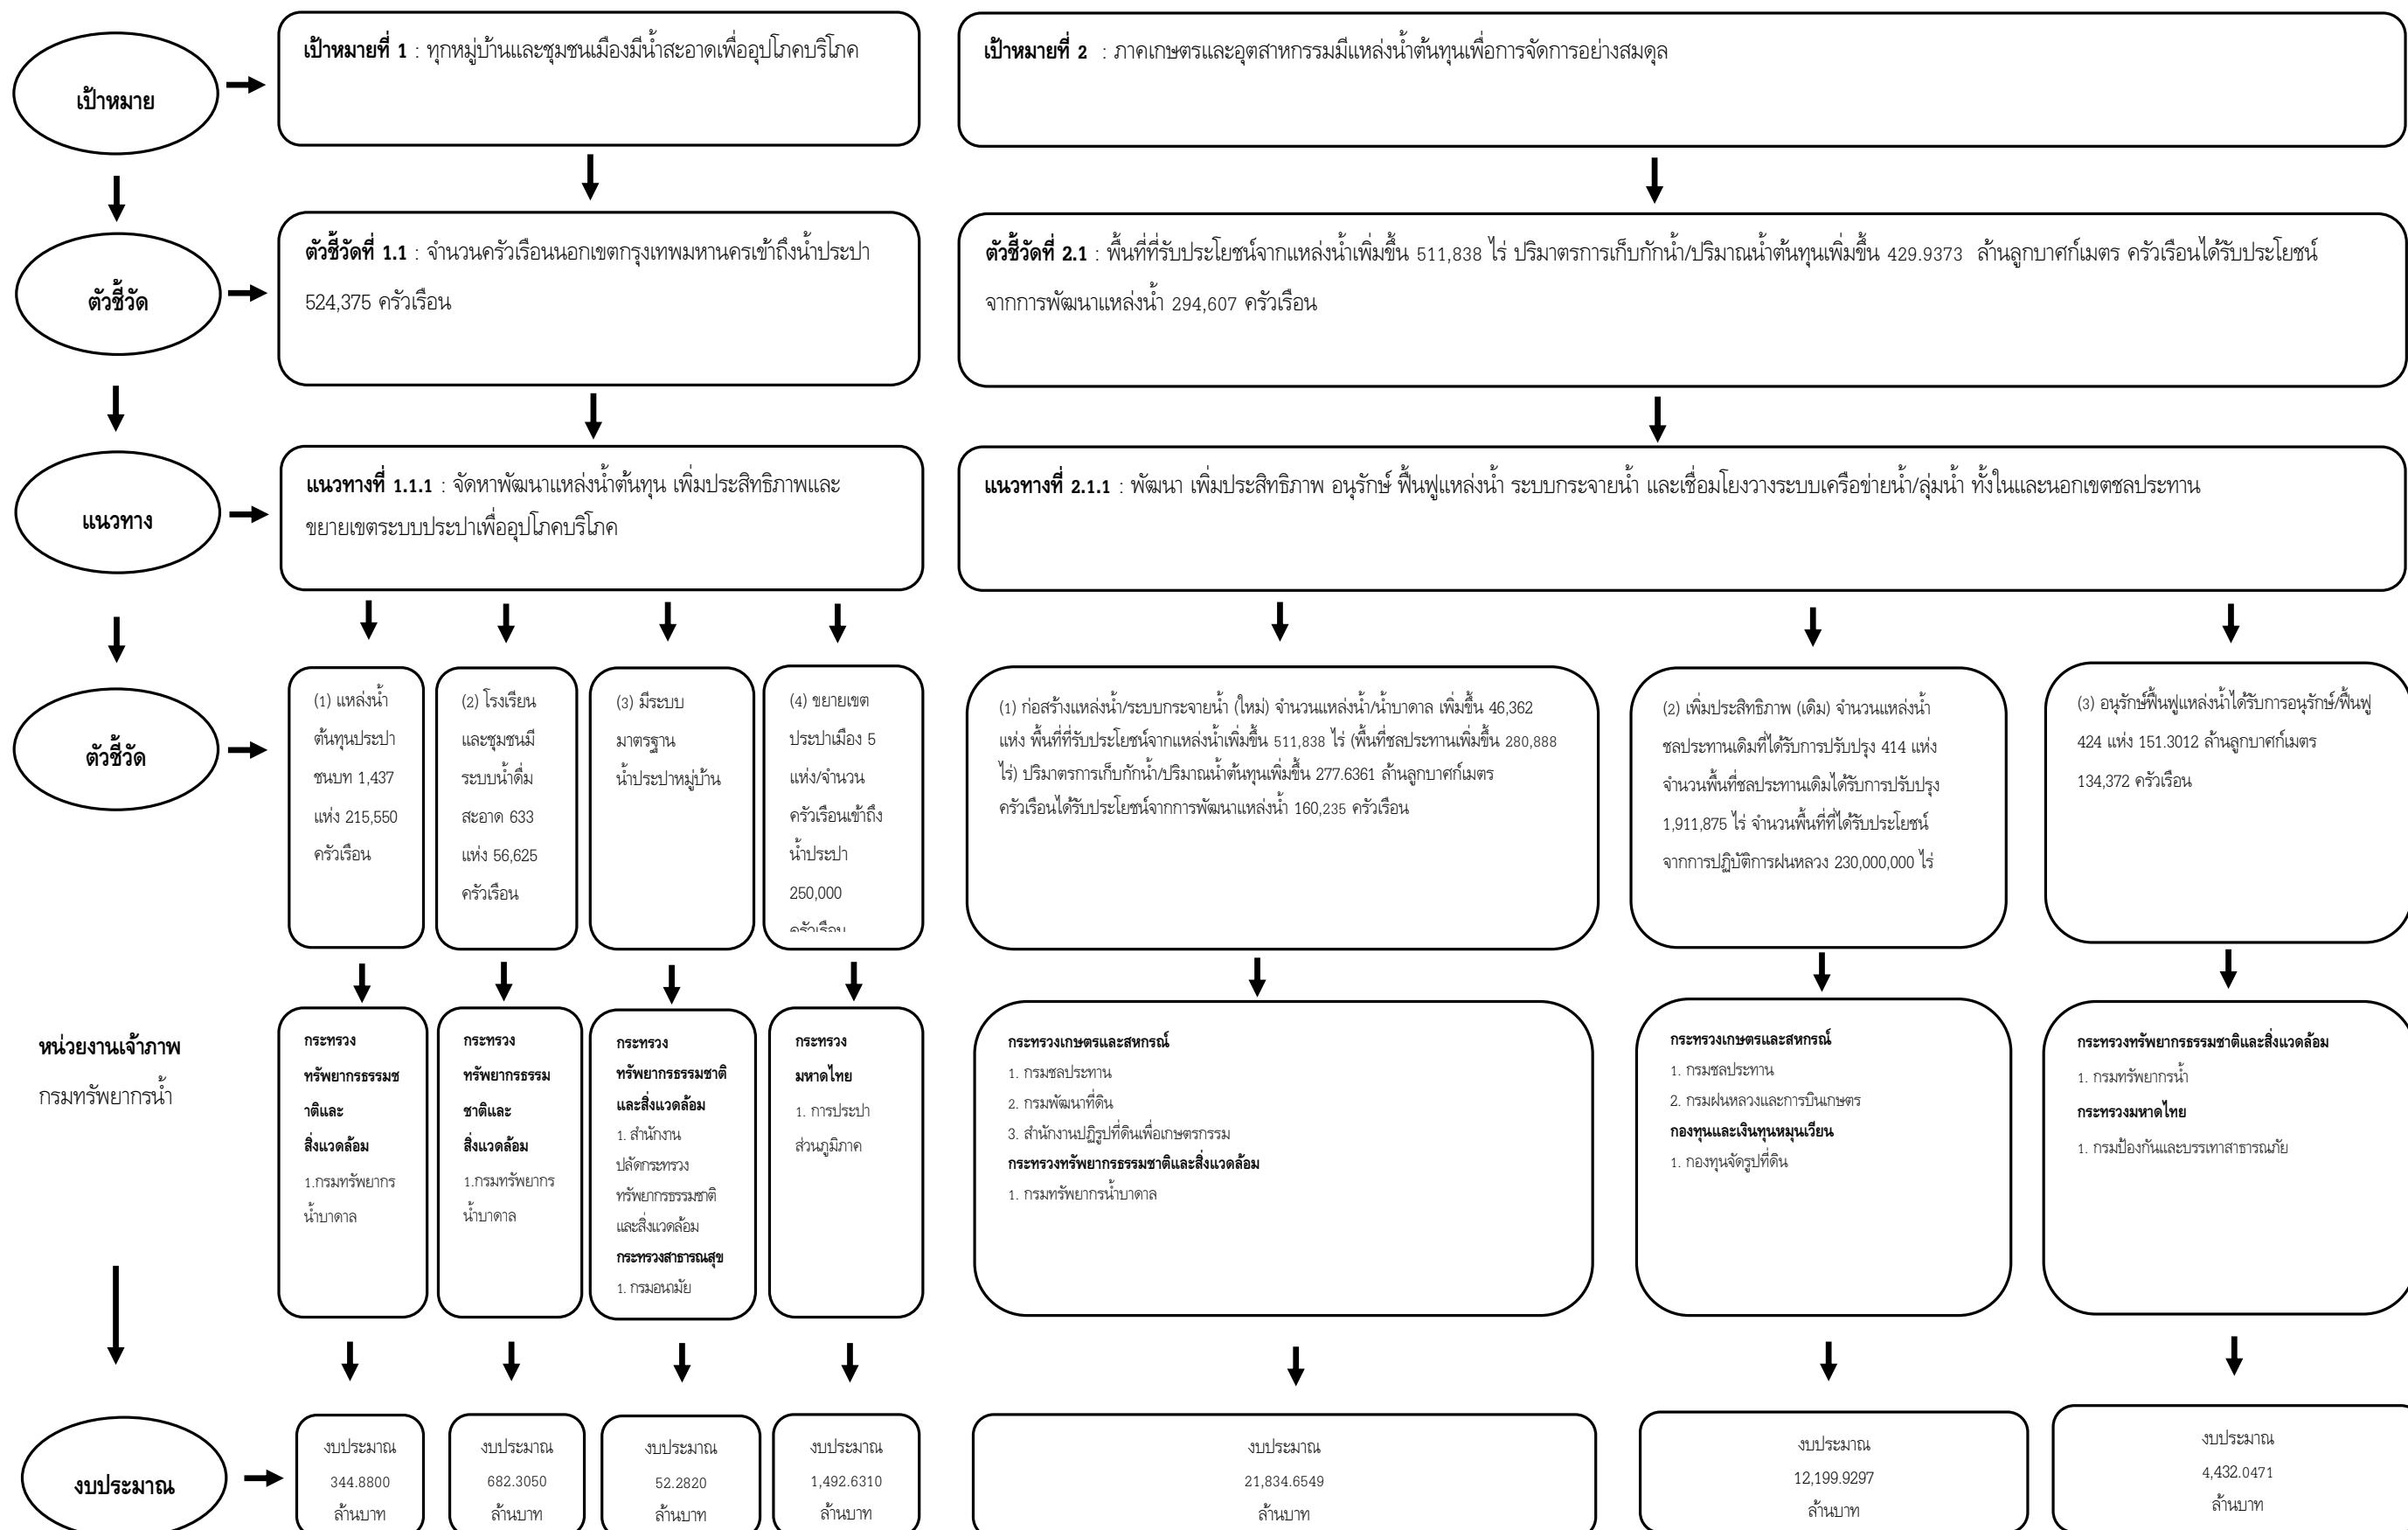 เป้าหมาย
เป้าหมายที่ 1 : ทุกหมู่บ้านและชุมชนเมืองมีน้ำสะอาดเพื่ออุปโภคบริโภค
เป้าหมายที่ 2 : ภาคเกษตรและอุตสาหกรรมมีแหล่งน้ำต้นทุนเพื่อการจัดการอย่างสมดุล
ตัวชี้วัด
ตัวชี้วัดที่ 1.1 : จำนวนครัวเรือนนอกเขตกรุงเทพมหานครเข้าถึงน้ำประปา
524,375 ครัวเรือน
ตัวชี้วัดที่ 2.1 : พื้นที่ที่รับประโยชน์จากแหล่งน้ำเพิ่มขึ้น 511,838 ไร่ ปริมาตรการเก็บกักน้ำ/ปริมาณน้ำต้นทุนเพิ่มขึ้น 429.9373 ล้านลูกบาศก์เมตร ครัวเรือนได้รับประโยชน์
จากการพัฒนาแหล่งน้ำ 294,607 ครัวเรือน
แนวทาง
แนวทางที่ 1.1.1 : จัดหาพัฒนาแหล่งน้ำต้นทุน เพิ่มประสิทธิภาพและ
ขยายเขตระบบประปาเพื่ออุปโภคบริโภค
แนวทางที่ 2.1.1 : พัฒนา เพิ่มประสิทธิภาพ อนุรักษ์ ฟื้นฟูแหล่งน้ำ ระบบกระจายน้ำ และเชื่อมโยงวางระบบเครือข่ายน้ำ/ลุ่มน้ำ ทั้งในและนอกเขตชลประทาน
ตัวชี้วัด
(1) แหล่งน้ำ
ต้นทุนประปา
ชนบท 1,437
แห่ง 215,550
ครัวเรือน
(2) โรงเรียน
และชุมชนมี
ระบบน้ำดื่ม
สะอาด 633
แห่ง 56,625
ครัวเรือน
(3) มีระบบ
มาตรฐาน
น้ำประปาหมู่บ้าน
(4) ขยายเขต
ประปาเมือง 5
แห่ง/จำนวน
ครัวเรือนเข้าถึง
น้ำประปา
250,000
ครัวเรือน
(1) ก่อสร้างแหล่งน้ำ/ระบบกระจายน้ำ (ใหม่) จำนวนแหล่งน้ำ/น้ำบาดาล เพิ่มขึ้น 46,362
แห่ง พื้นที่ที่รับประโยชน์จากแหล่งน้ำเพิ่มขึ้น 511,838 ไร่ (พื้นที่ชลประทานเพิ่มขึ้น 280,888
ไร่) ปริมาตรการเก็บกักน้ำ/ปริมาณน้ำต้นทุนเพิ่มขึ้น 277.6361 ล้านลูกบาศก์เมตร
ครัวเรือนได้รับประโยชน์จากการพัฒนาแหล่งน้ำ 160,235 ครัวเรือน
(2) เพิ่มประสิทธิภาพ (เดิม) จำนวนแหล่งน้ำ
ชลประทานเดิมที่ได้รับการปรับปรุง 414 แห่ง
จำนวนพื้นที่ชลประทานเดิมได้รับการปรับปรุง
1,911,875 ไร่ จำนวนพื้นที่ที่ได้รับประโยชน์
จากการปฏิบัติการฝนหลวง 230,000,000 ไร่
(3) อนุรักษ์ฟื้นฟูแหล่งน้ำได้รับการอนุรักษ์/ฟื้นฟู
424 แห่ง 151.3012 ล้านลูกบาศก์เมตร
134,372 ครัวเรือน
หน่วยงานเจ้าภาพ
กรมทรัพยากรน้ำ
กระทรวง
ทรัพยากรธรรมช
าติและ
สิ่งแวดล้อม
1.กรมทรัพยากร
น้ำบาดาล
กระทรวง
ทรัพยากรธรรม
ชาติและ
สิ่งแวดล้อม
1.กรมทรัพยากร
น้ำบาดาล
กระทรวง
ทรัพยากรธรรมชาติ
และสิ่งแวดล้อม
1. สำนักงาน
ปลัดกระทรวง
ทรัพยากรธรรมชาติ
และสิ่งแวดล้อม
กระทรวงสาธารณสุข
1. กรมอนามัย
กระทรวง
มหาดไทย
1. การประปา
ส่วนภูมิภาค
กระทรวงเกษตรและสหกรณ์
1. กรมชลประทาน
2. กรมพัฒนาที่ดิน
3. สำนักงานปฏิรูปที่ดินเพื่อเกษตรกรรม
กระทรวงทรัพยากรธรรมชาติและสิ่งแวดล้อม
1. กรมทรัพยากรน้ำบาดาล
กระทรวงเกษตรและสหกรณ์
1. กรมชลประทาน
2. กรมฝนหลวงและการบินเกษตร
กองทุนและเงินทุนหมุนเวียน
1. กองทุนจัดรูปที่ดิน
กระทรวงทรัพยากรธรรมชาติและสิ่งแวดล้อม
1. กรมทรัพยากรน้ำ
กระทรวงมหาดไทย
1. กรมป้องกันและบรรเทาสาธารณภัย
งบประมาณ
งบประมาณ
344.8800
ล้านบาท
งบประมาณ
682.3050
ล้านบาท
งบประมาณ
52.2820
ล้านบาท
งบประมาณ
1,492.6310
ล้านบาท
งบประมาณ
21,834.6549
ล้านบาท
งบประมาณ
12,199.9297
ล้านบาท
งบประมาณ
4,432.0471
ล้านบาท